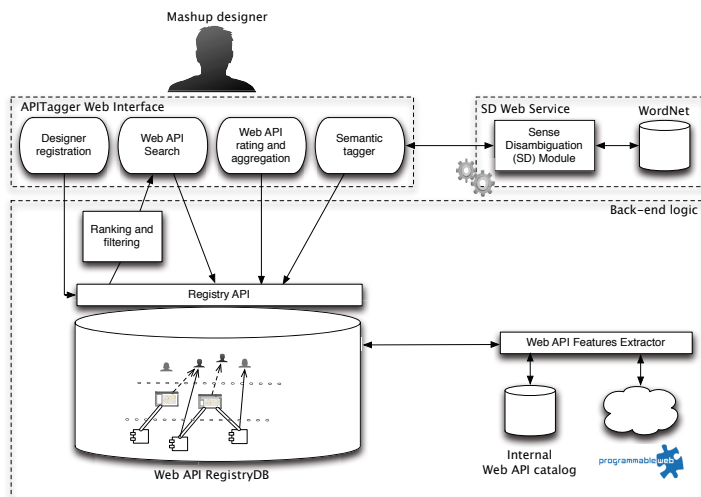 Mashup designer
APITagger Web Interface
SD Web Service
WordNet
Designer
registration
Web API
Search
Web API
rating and
aggregation
Semantic
tagger
Sense
Disambiguation
(SD) Module
Back-end logic
Ranking and
filtering
Registry API
Web API Features Extractor
Internal
Web API catalog
programmableweb
Web API RegistryDB